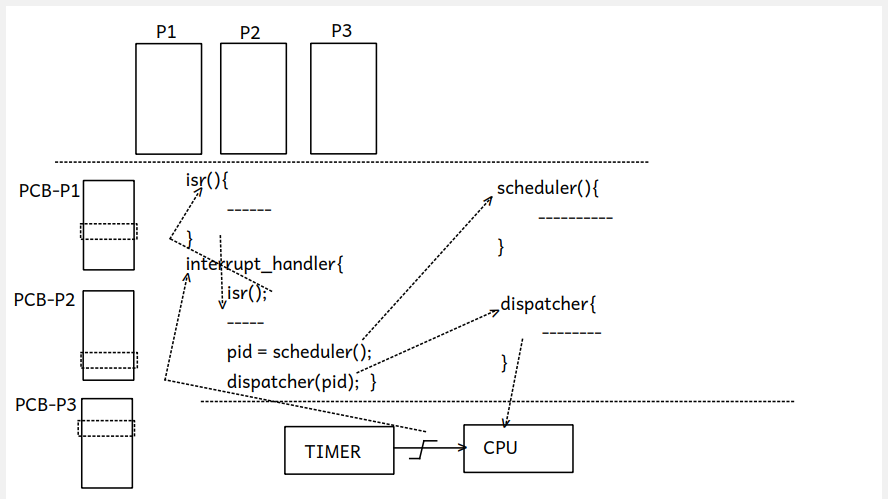 P1
P2
P3
PCB-P1
isr(){
------
}
interrupt_handler{
isr();
-----
pid = scheduler();
dispatcher(pid); }
scheduler(){
----------
}
PCB-P2
dispatcher{
--------
}
PCB-P3
TIMER
CPU